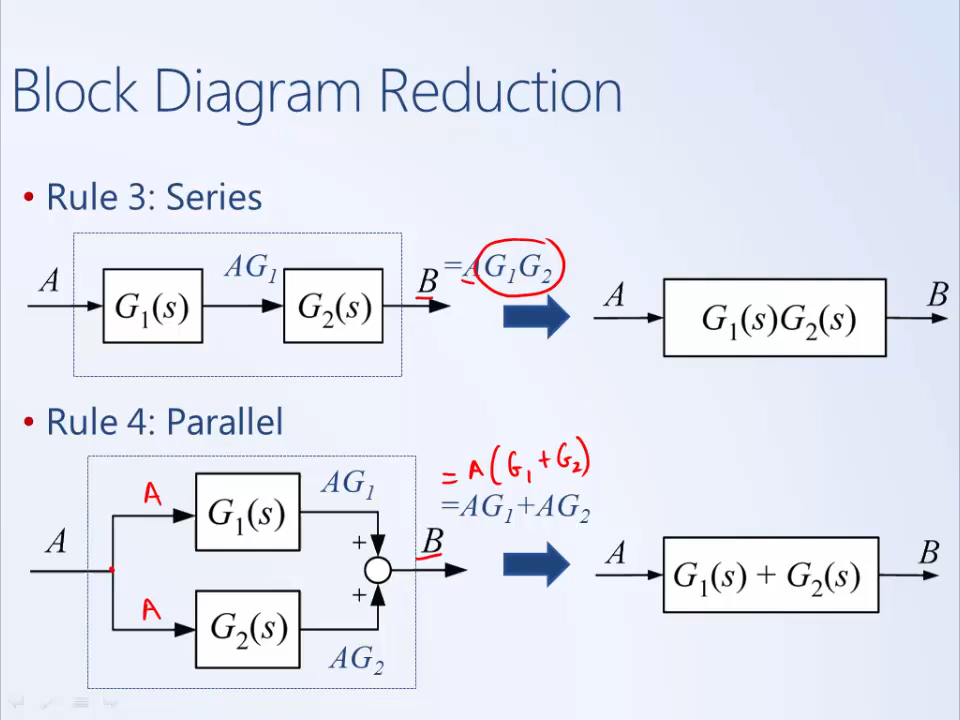 Block Diagram Reduction
• Rule 3: Series
A
G₁(s)
AG₁
G₂(s)
B
=AG₁G₂
A
G₁(s)G₂(s)
B
• Rule 4: Parallel
A
A
G₁(s)
AG₁
+
B
= A(G₁+G₂)
=AG₁+AG₂
A
G₂(s)
AG₂
+
A
G₁(s) + G₂(s)
B